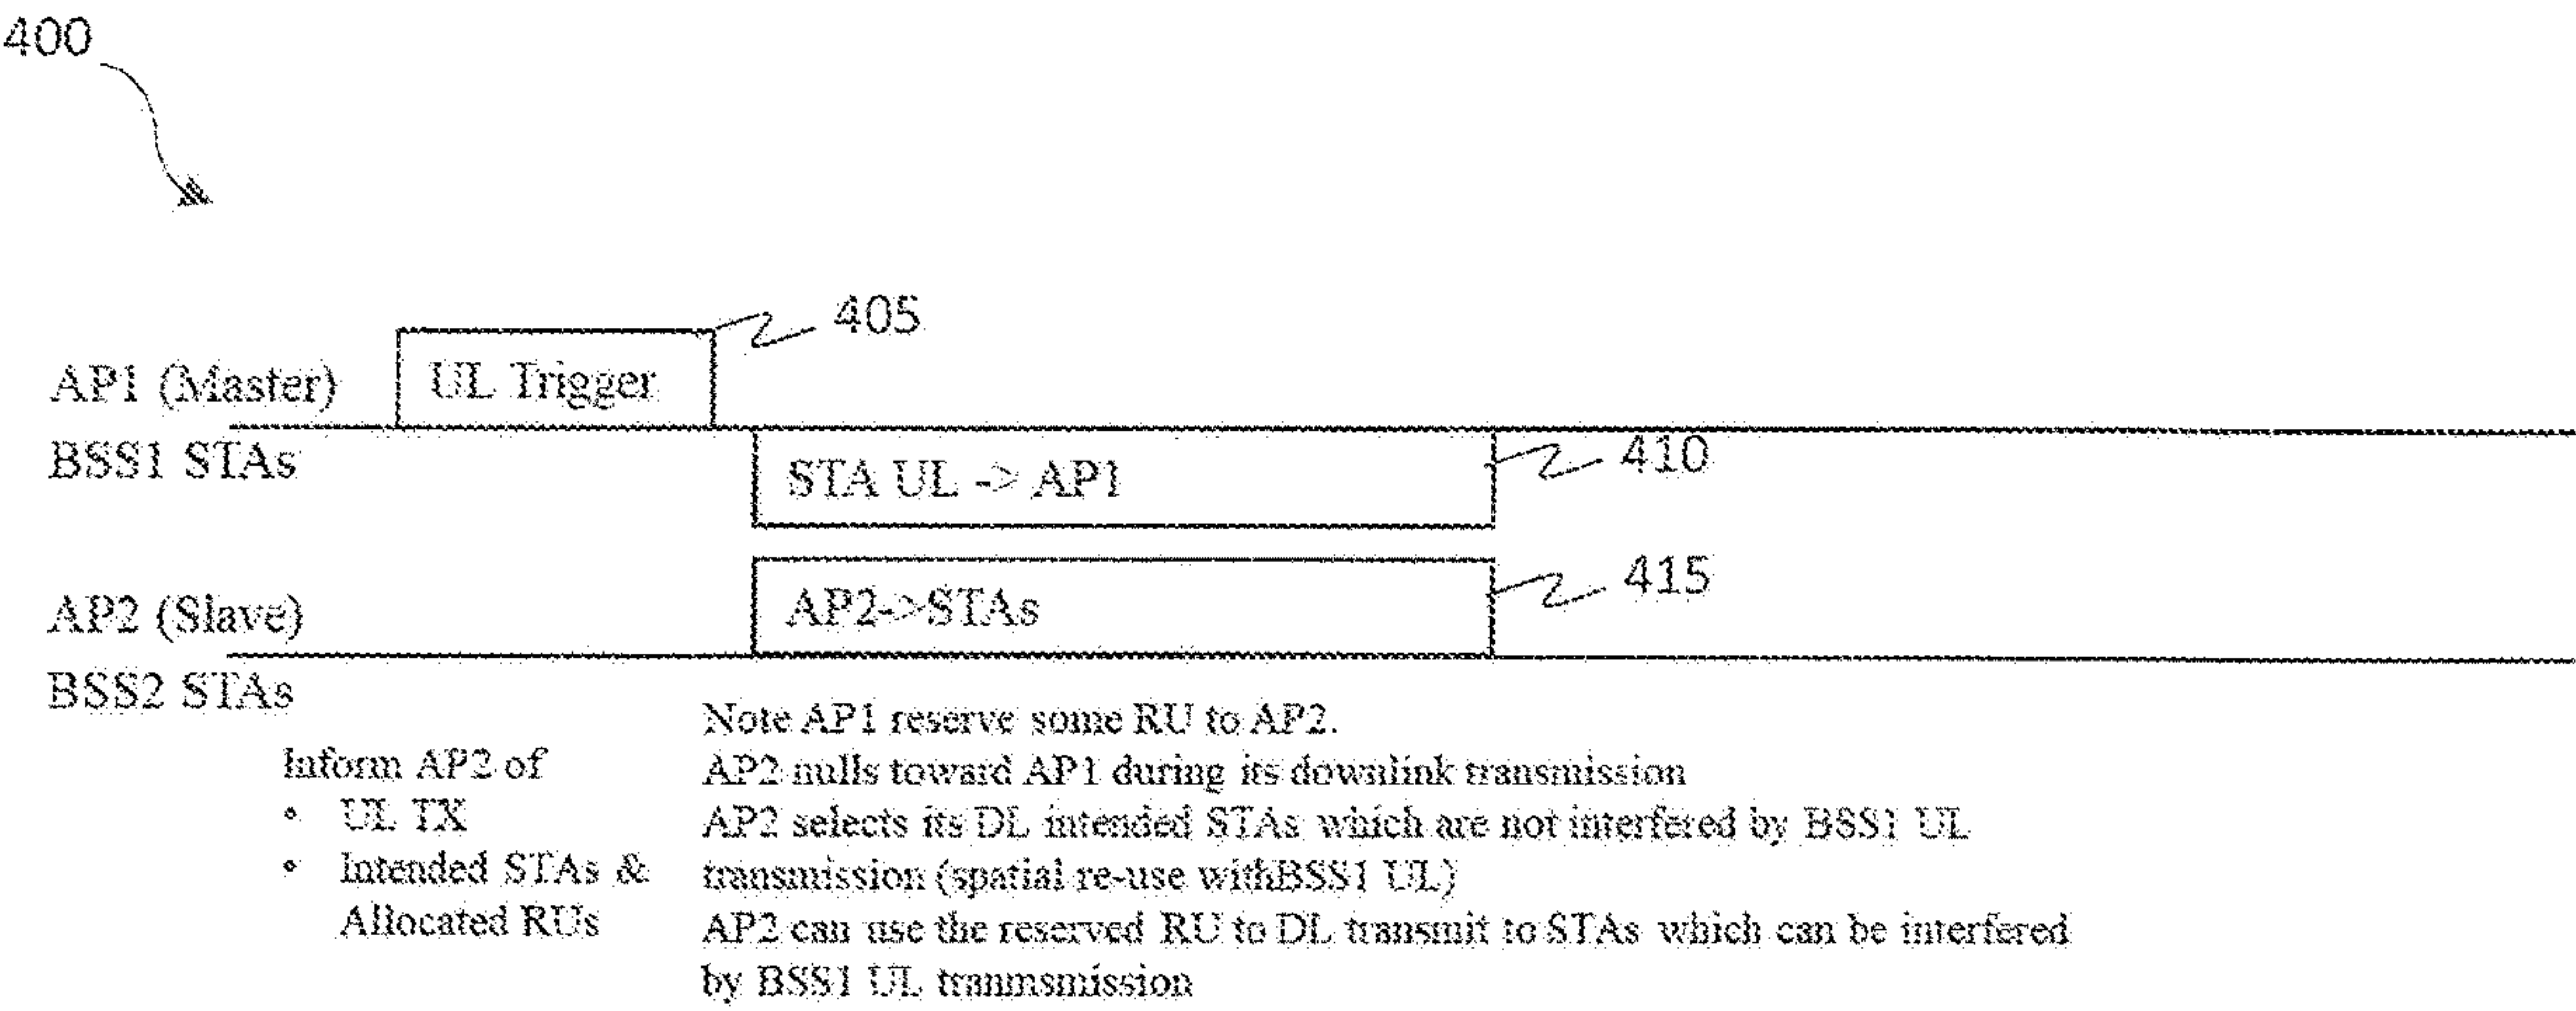 400
405
AP1 (Master)
UL Trigger
BSS1 STAs
STA UL -> AP1
410
AP2 (Slave)
AP2->STAs
415
BSS2 STAs
Inform AP2 of
• UL TX
• Intended STAs &
Allocated RUs
Note AP1 reserve some RU to AP2.
AP2 nulls toward AP1 during its downlink transmission
AP2 selects its DL intended STAs which are not interfered by BSS1 UL
transmission (spatial re-use withBSS1 UL)
AP2 can use the reserved RU to DL transmit to STAs which can be interfered
by BSS1 UL tranmsmission